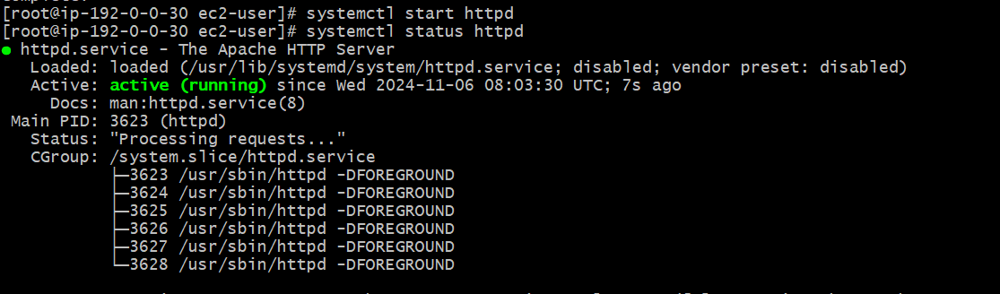 [root@ip-192-0-0-30 ec2-user]# systemctl start httpd
[root@ip-192-0-0-30 ec2-user]# systemctl status httpd
● httpd.service - The Apache HTTP Server
   Loaded: loaded (/usr/lib/systemd/system/httpd.service; disabled; vendor preset: disabled)
   Active: active (running) since Wed 2024-11-06 08:03:30 UTC; 7s ago
     Docs: man:httpd.service(8)
 Main PID: 3623 (httpd)
   Status: "Processing requests..."
   CGroup: /system.slice/httpd.service
           ├─3623 /usr/sbin/httpd -DFOREGROUND
           ├─3624 /usr/sbin/httpd -DFOREGROUND
           ├─3625 /usr/sbin/httpd -DFOREGROUND
           ├─3626 /usr/sbin/httpd -DFOREGROUND
           ├─3627 /usr/sbin/httpd -DFOREGROUND
           └─3628 /usr/sbin/httpd -DFOREGROUND